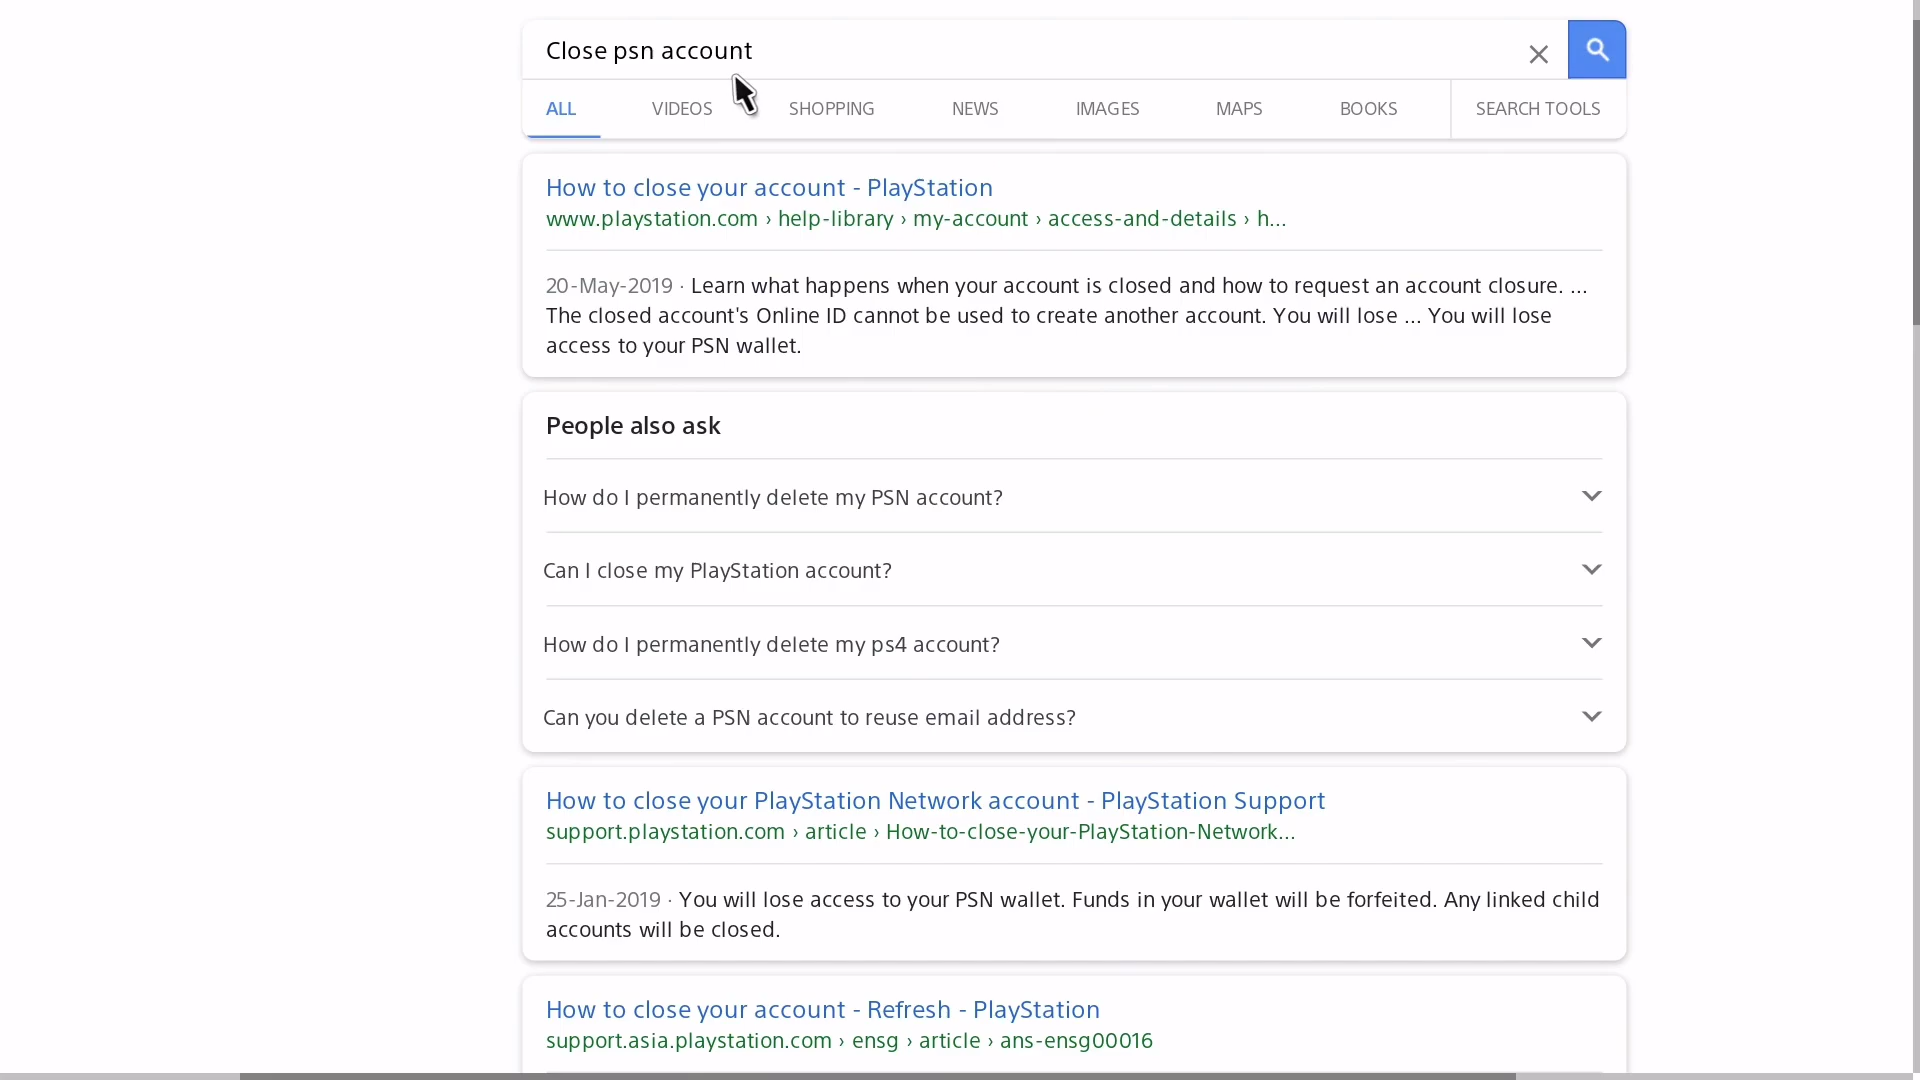 Close psn account
ALL VIDEOS SHOPPING NEWS IMAGES MAPS BOOKS SEARCH TOOLS
How to close your account - PlayStation
www.playstation.com › help-library › my-account › access-and-details › h...
20-May-2019 · Learn what happens when your account is closed and how to request an account closure. ...
The closed account's Online ID cannot be used to create another account. You will lose ... You will lose
access to your PSN wallet.
People also ask
How do I permanently delete my PSN account?
Can I close my PlayStation account?
How do I permanently delete my ps4 account?
Can you delete a PSN account to reuse email address?
How to close your PlayStation Network account - PlayStation Support
support.playstation.com › article › How-to-close-your-PlayStation-Network...
25-Jan-2019 · You will lose access to your PSN wallet. Funds in your wallet will be forfeited. Any linked child
accounts will be closed.
How to close your account - Refresh - PlayStation
support.asia.playstation.com › ensg › article › ans-ensg00016